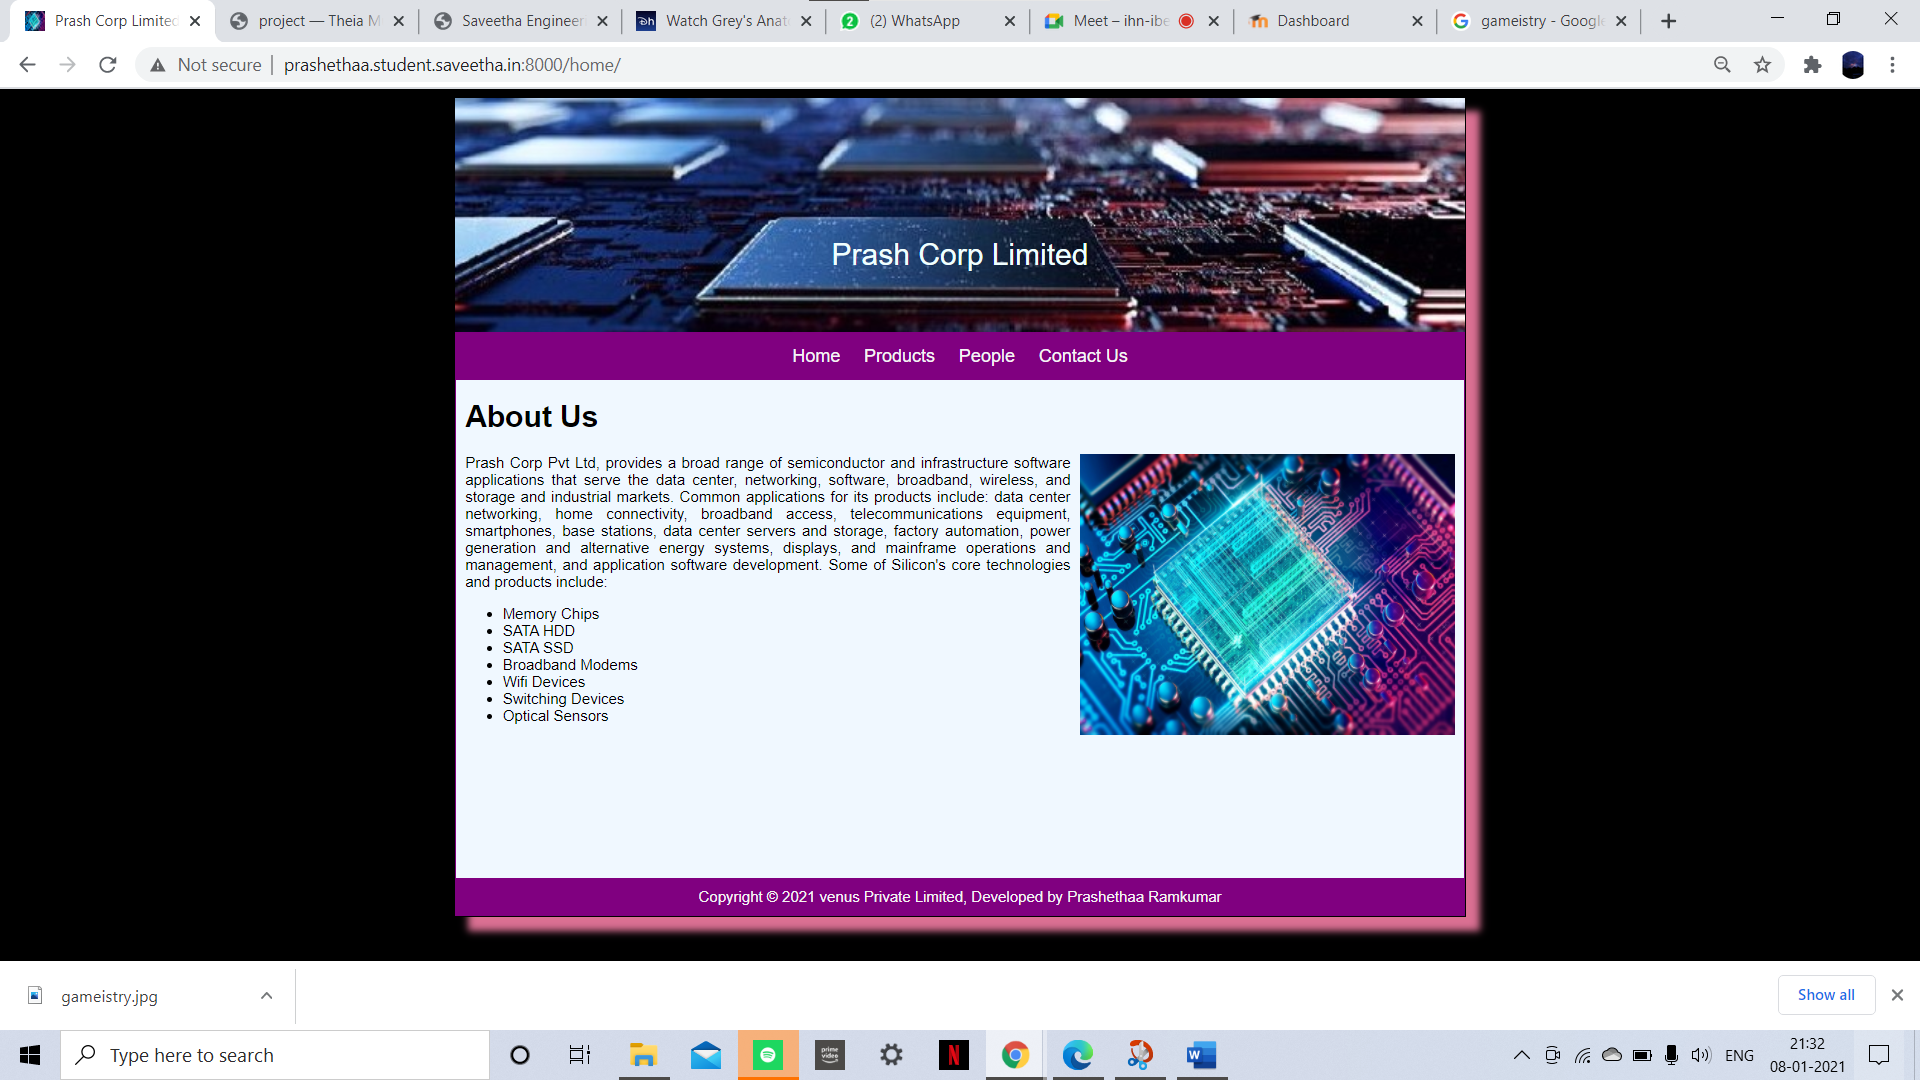 Prash Corp Limited
project — Theia M
Saveetha Engineer
Watch Grey's Anat
(2) WhatsApp
Meet – ihn-ibe
Dashboard
gameistry - Google
Not secure
prashethaa.student.saveetha.in:8000/home/
Prash Corp Limited
Home
Products
People
Contact Us
About Us
Prash Corp Pvt Ltd, provides a broad range of semiconductor and infrastructure software
applications that serve the data center, networking, software, broadband, wireless, and
storage and industrial markets. Common applications for its products include: data center
networking, home connectivity, broadband access, telecommunications equipment,
smartphones, base stations, data center servers and storage, factory automation, power
generation and alternative energy systems, displays, and mainframe operations and
management, and application software development. Some of Silicon's core technologies
and products include:
Memory Chips
SATA HDD
SATA SSD
Broadband Modems
Wifi Devices
Switching Devices
Optical Sensors
Copyright © 2021 venus Private Limited, Developed by Prashethaa Ramkumar
gameistry.jpg
Show all
Type here to search
prime video
ENG
21:32
08-01-2021